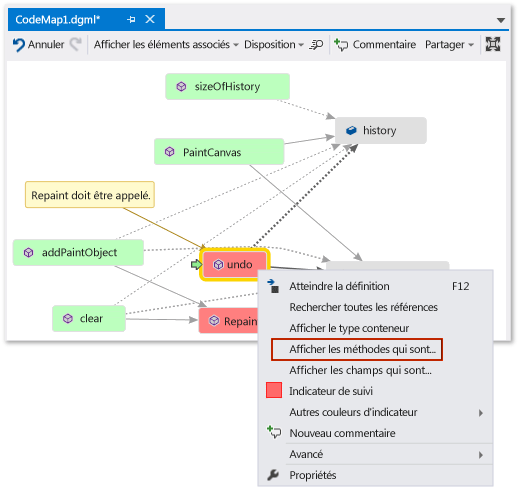 CodeMap1.dgml*
Annuler Afficher les éléments associés Disposition Commentaire Partager
sizeOfHistory
history
PaintCanvas
Repaint doit être appelé.
addPaintObject
undo
clear
Repain
Atteindre la définition F12
Rechercher toutes les références
Afficher le type conteneur
Afficher les méthodes qui sont...
Afficher les champs qui sont...
Indicateur de suivi
Autres couleurs d'indicateur
Nouveau commentaire
Avancé
Propriétés